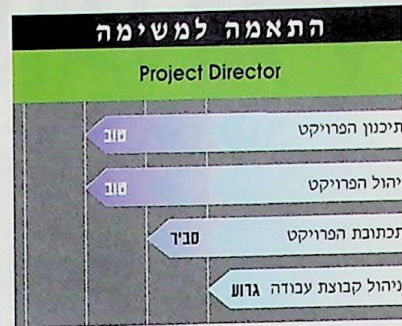 התאמה למשימה
Project Director
תיכנון הפרויקט טוב
יהול הפרויקט טוב
תכתובת הפרויקט סביר
ניהול קבוצת עבודה גרוע